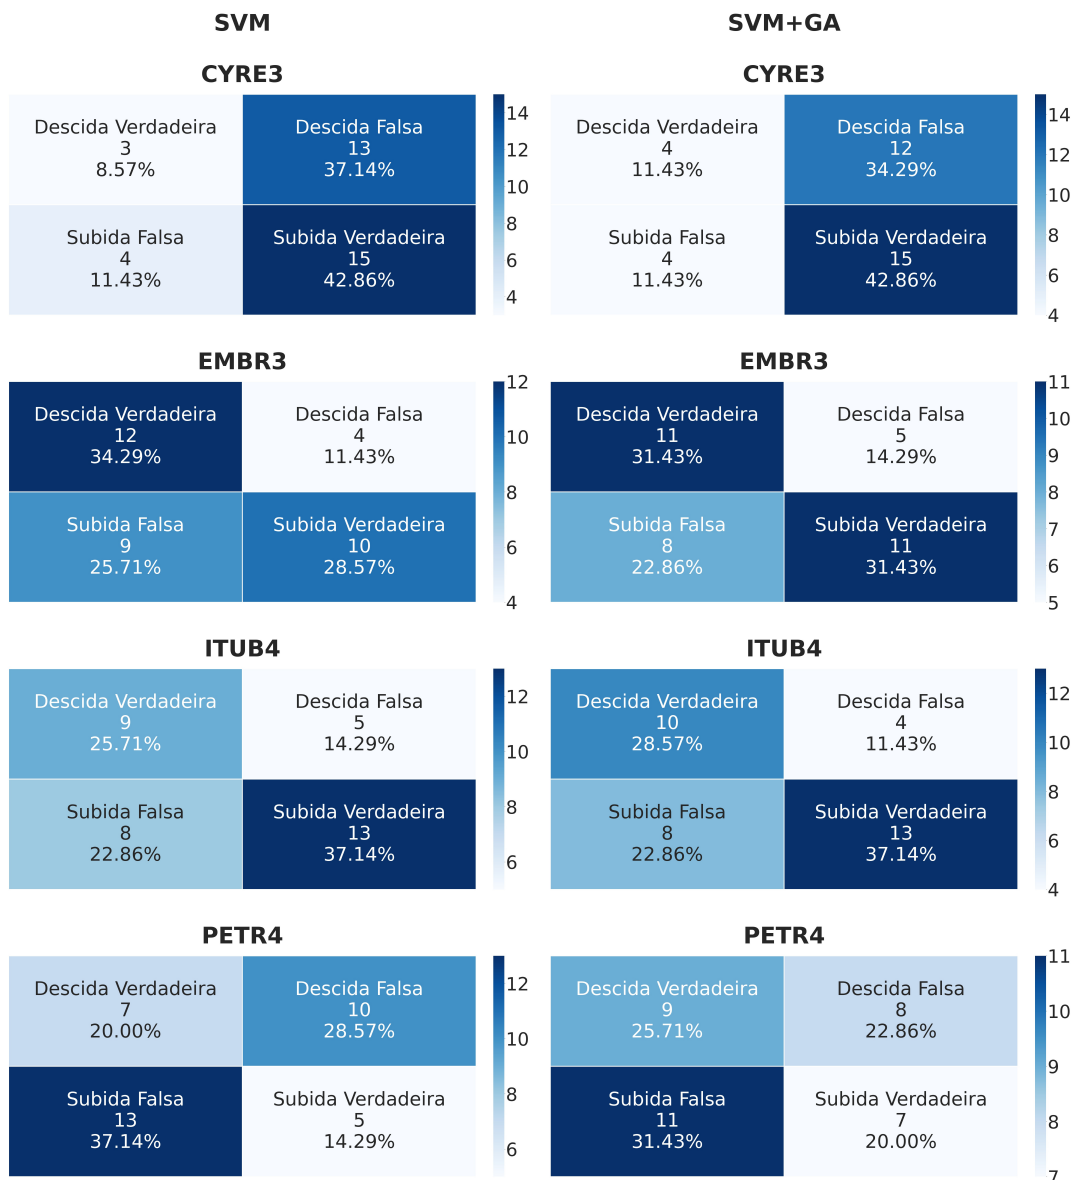 SVM
SVM+GA
CYRE3
Descida Verdadeira
3
8.57%
Descida Falsa
13
37.14%
Subida Falsa
4
11.43%
Subida Verdadeira
15
42.86%
14
12
10
8
6
4
CYRE3
Descida Verdadeira
4
11.43%
Descida Falsa
12
34.29%
Subida Falsa
4
11.43%
Subida Verdadeira
15
42.86%
14
12
10
8
6
4
EMBR3
Descida Verdadeira
12
34.29%
Descida Falsa
4
11.43%
Subida Falsa
9
25.71%
Subida Verdadeira
10
28.57%
12
10
8
6
4
EMBR3
Descida Verdadeira
11
31.43%
Descida Falsa
5
14.29%
Subida Falsa
8
22.86%
Subida Verdadeira
11
31.43%
11
10
9
8
7
6
5
ITUB4
Descida Verdadeira
9
25.71%
Descida Falsa
5
14.29%
Subida Falsa
8
22.86%
Subida Verdadeira
13
37.14%
12
10
8
6
ITUB4
Descida Verdadeira
10
28.57%
Descida Falsa
4
11.43%
Subida Falsa
8
22.86%
Subida Verdadeira
13
37.14%
12
10
8
6
4
PETR4
Descida Verdadeira
7
20.00%
Descida Falsa
10
28.57%
Subida Falsa
13
37.14%
Subida Verdadeira
5
14.29%
12
10
8
6
PETR4
Descida Verdadeira
9
25.71%
Descida Falsa
8
22.86%
Subida Falsa
11
31.43%
Subida Verdadeira
7
20.00%
11
10
9
8
7